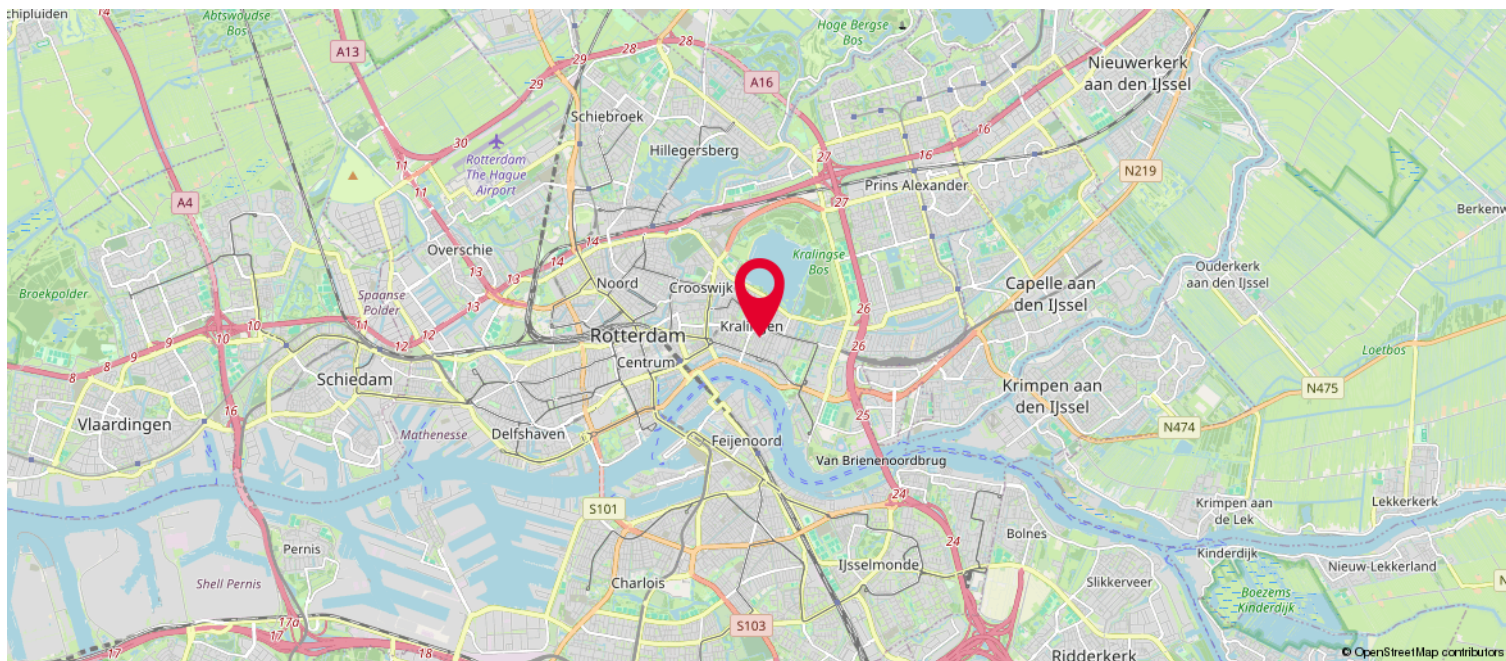 chipluiden
14
Abtswoudse
Bos
A13
28
28
Hoge Bergse
Bos
29
29
A16
Nieuwerkerk
aan den IJssel
16
Schiebroek
30
Rotterdam
The Hague
Airport
Hillegersberg
27
16
11
11
N219
Prins Alexander
27
A4
Berkenw
Overschie
14
14
13
13
Kralingse
Bos
Ouderkerk
aan den IJssel
Broekpolder
Spaanse
Polder
Noord
Crooswijk
Capelle aan
den IJssel
26
10
10
13
12
12
Rotterdam
Kralingen
26
9
9
8
8
Centrum
Loetbos
Schiedam
Krimpen aan
den IJssel
N475
16
25
Vlaardingen
Mathenesse
Delfshaven
Feijenoord
N474
Van Brienenoordbrug
24
S101
Krimpen aan
de Lek
Lekkerkerk
Pernis
24
Bolnes
Kinderdijk
Shell Pernis
Charlois
IJsselmonde
Slikkerveer
Nieuw-Lekkerland
N
Boezems
Kinderdijk
17a
17
17
18
S103
Ridderkerk
© OpenStreetMap contributors